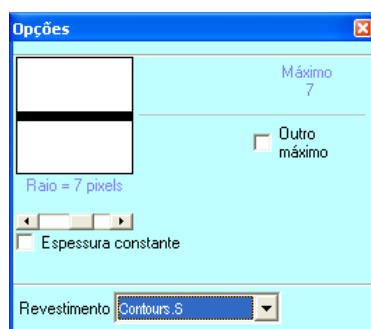 Opções
Máximo
7
Outro
máximo
Raio = 7 pixels
Espessura constante
Revestimento Contours.S